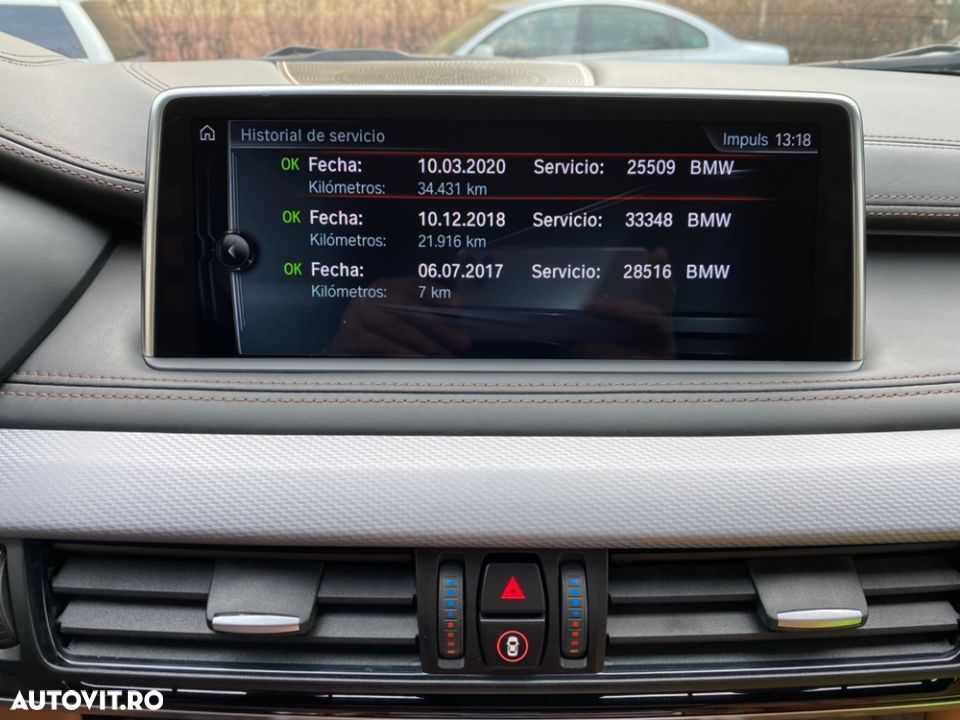 Historial de servicio Impuls 13:18
OK Fecha: 10.03.2020 Servicio: 25509 BMW
Kilómetros: 34.431 km
OK Fecha: 10.12.2018 Servicio: 33348 BMW
Kilómetros: 21.916 km
OK Fecha: 06.07.2017 Servicio: 28516 BMW
Kilómetros: 7 km
AUTOVIT.RO